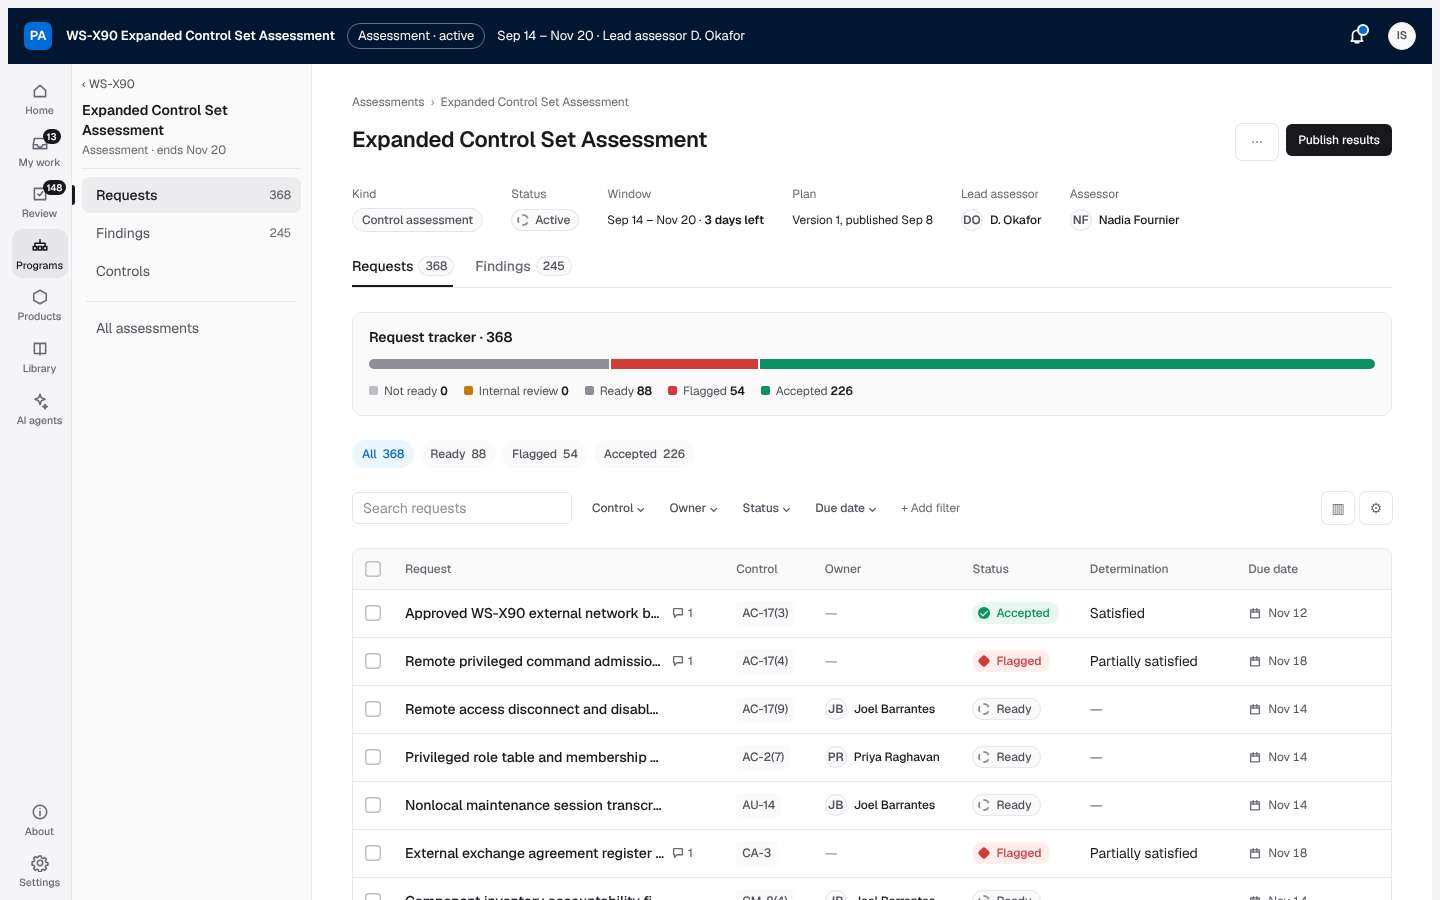 PA WS-X90 Expanded Control Set Assessment Assessment · active Sep 14 – Nov 20 · Lead assessor D. Okafor IS
Home
13
My work
148
Review
Programs
Products
Library
AI agents
About
Settings
‹ WS-X90
Expanded Control Set
Assessment
Assessment · ends Nov 20
Requests 368
Findings 245
Controls
All assessments
Assessments › Expanded Control Set Assessment
Expanded Control Set Assessment
... Publish results
Kind Status Window Plan Lead assessor Assessor
Control assessment Active Sep 14 – Nov 20 · 3 days left Version 1, published Sep 8 DO D. Okafor NF Nadia Fournier
Requests 368 Findings 245
Request tracker · 368
Not ready 0 Internal review 0 Ready 88 Flagged 54 Accepted 226
All 368 Ready 88 Flagged 54 Accepted 226
Search requests Control Owner Status Due date + Add filter
Request Control Owner Status Determination Due date
Approved WS-X90 external network b... 1 AC-17(3) — Accepted Satisfied Nov 12
Remote privileged command admissio... 1 AC-17(4) — Flagged Partially satisfied Nov 18
Remote access disconnect and disabl... AC-17(9) JB Joel Barrantes Ready — Nov 14
Privileged role table and membership ... AC-2(7) PR Priya Raghavan Ready — Nov 14
Nonlocal maintenance session transcr... AU-14 JB Joel Barrantes Ready — Nov 14
External exchange agreement register ... 1 CA-3 — Flagged Partially satisfied Nov 18